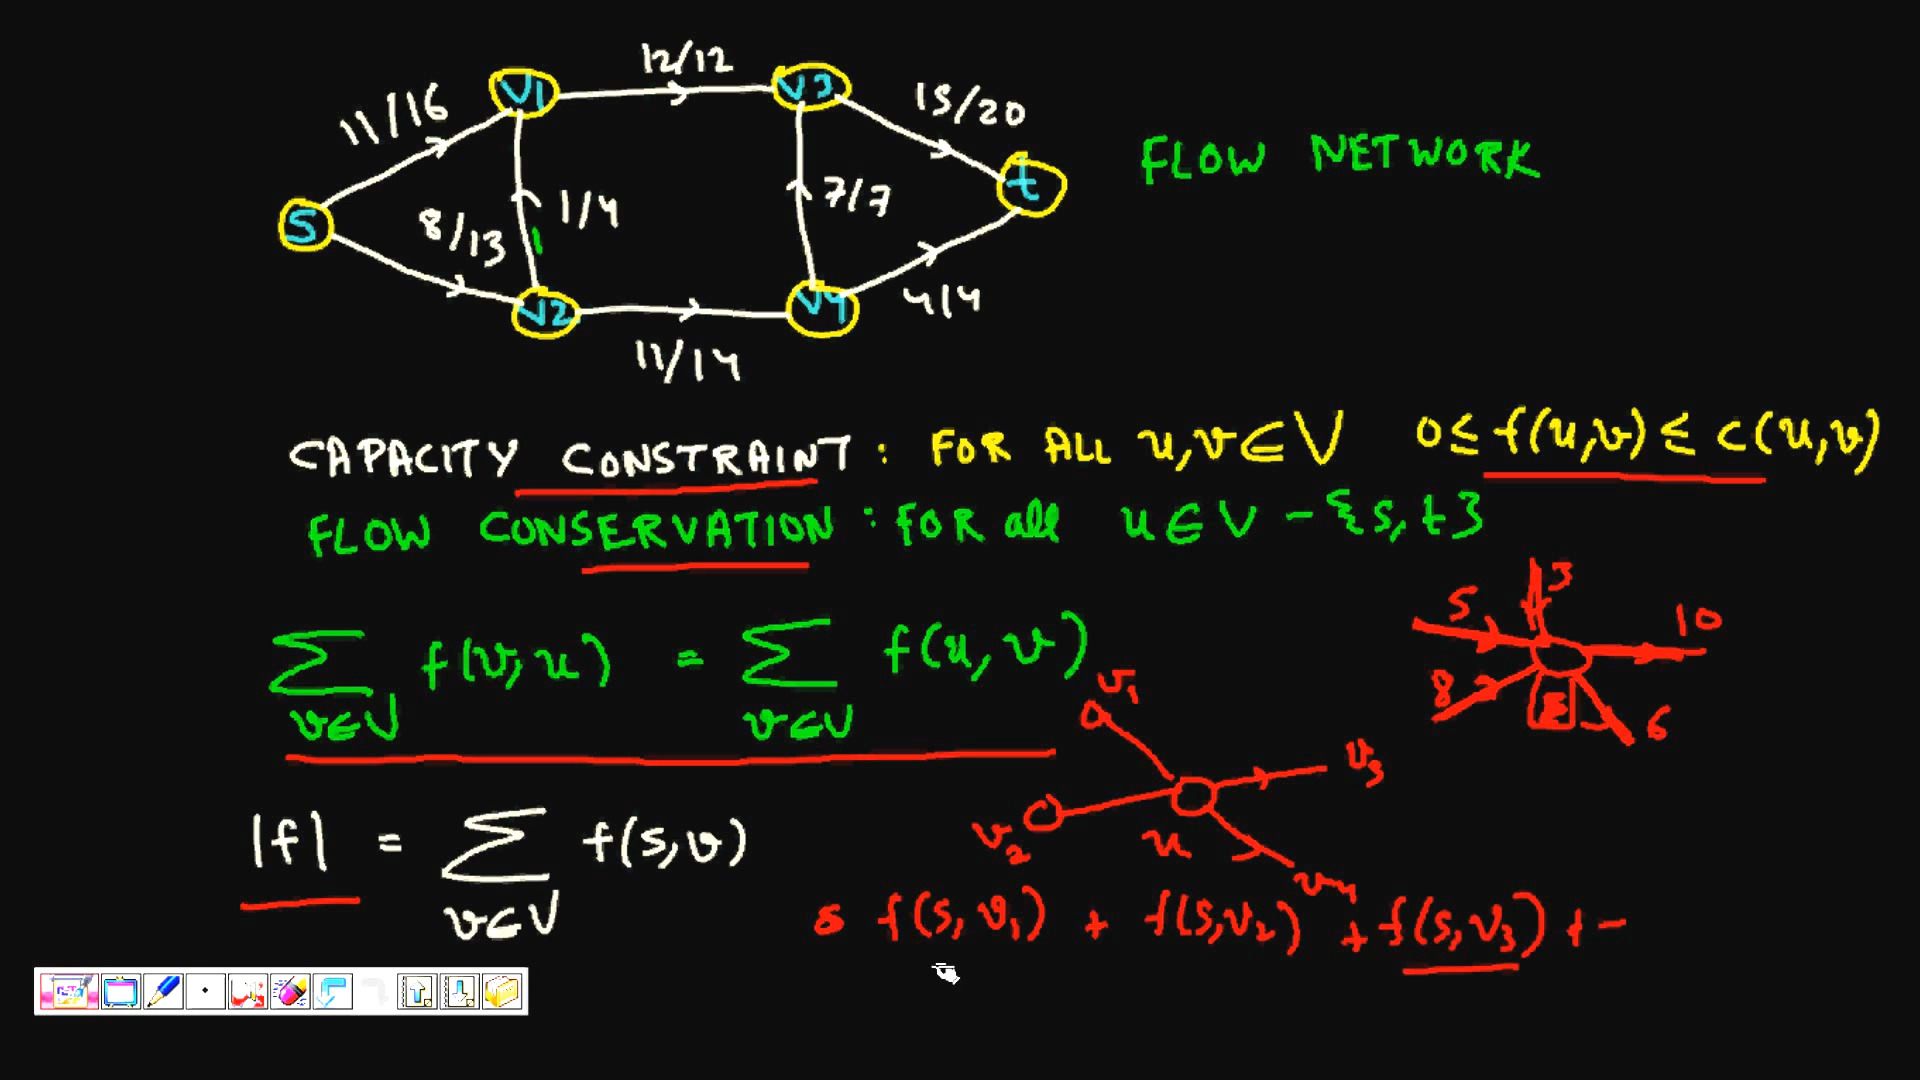 12/12
11/16
V1
V3
15/20
FLOW NETWORK
S
8/13
1/4
1
7/7
t
V2
V4
4/4
11/14
CAPACITY CONSTRAINT : FOR ALL u,v ∈ V 0 ≤ f(u,v) ≤ c(u,v)
FLOW CONSERVATION : FOR all u ∈ V - {s,t}
∑ f(v,u) = ∑ f(u,v)
v∈V v∈V
5 3 10
8 6
v1
v2 u v3
v4
|f| = ∑ f(s,v)
v∈V
f(s,v1) + f(s,v2) + f(s,v3) + -